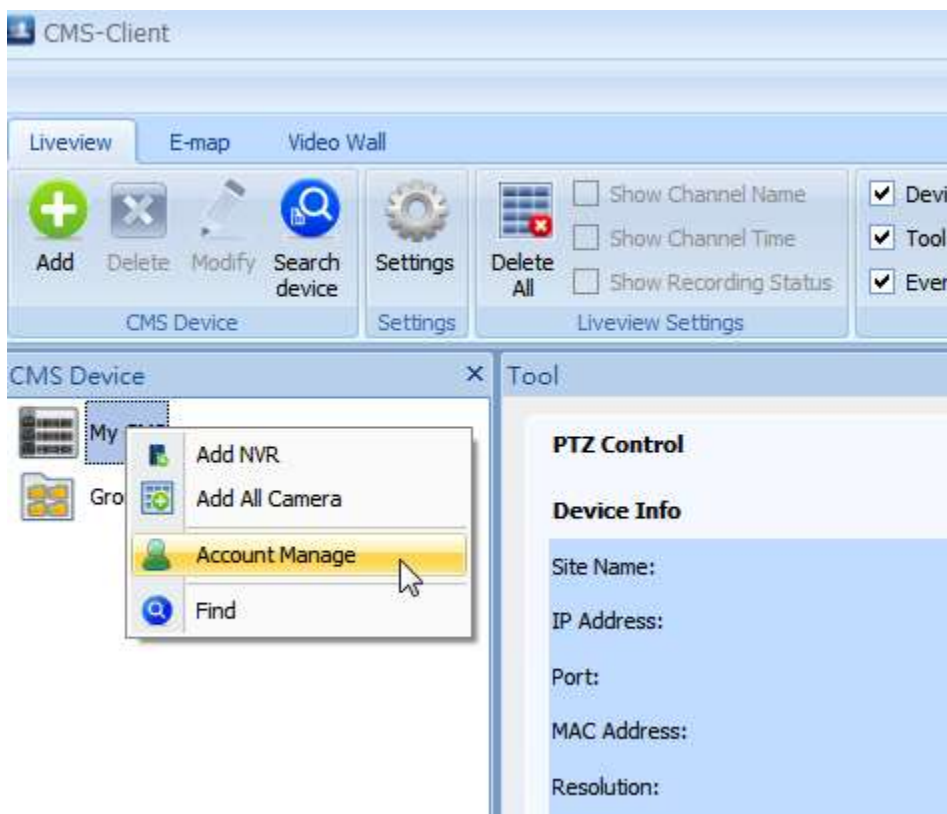 CMS-Client
Liveview E-map Video Wall
Add Delete Modify Search device
CMS Device
Settings
Settings
Delete All
Show Channel Name
Show Channel Time
Show Recording Status
Liveview Settings
Devi
Tool
Ever
CMS Device
My
Gro
Add NVR
Add All Camera
Account Manage
Find
Tool
PTZ Control
Device Info
Site Name:
IP Address:
Port:
MAC Address:
Resolution: